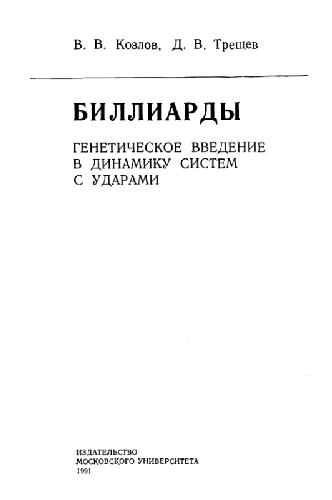 В. В. Козлов, Д. В. Трещев
БИЛЛИАРДЫ
ГЕНЕТИЧЕСКОЕ ВВЕДЕНИЕ
В ДИНАМИКУ СИСТЕМ
С УДАРАМИ
ИЗДАТЕЛЬСТВО
МОСКОВСКОГО УНИВЕРСИТЕТА
1991